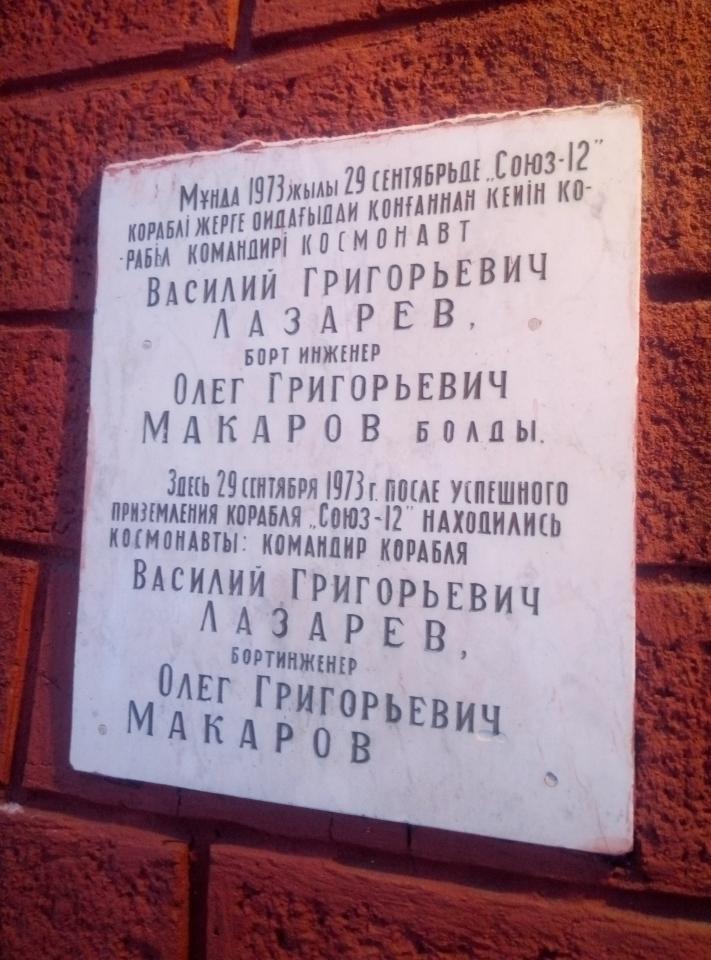 Мұнда 1973 жылы 29 сентябрьде „Союз-12”
кораблі жерге ойдағыдай қонғаннан кейін ко-
рабіл командирі космонавт
Василий Григорьевич
Лазарев,
борт инженер
Олег Григорьевич
Макаров болды.
Здесь 29 сентября 1973 г. после успешного
приземления корабля „Союз-12” находились
космонавты: командир корабля
Василий Григорьевич
Лазарев,
бортинженер
Олег Григорьевич
Макаров